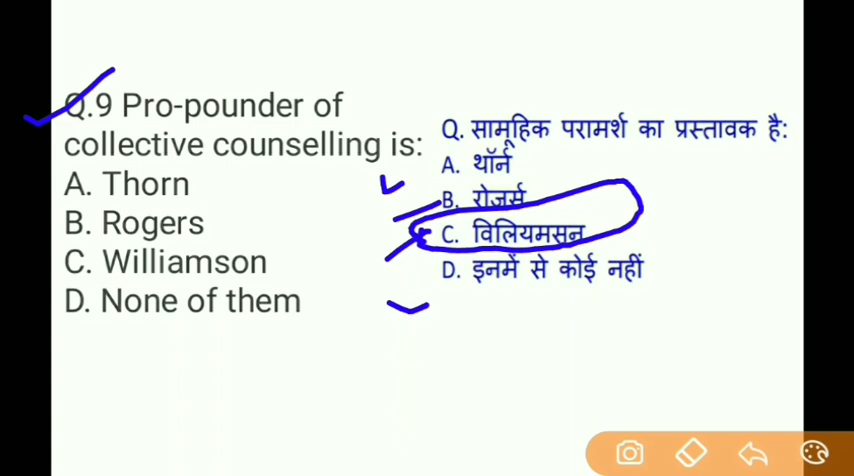 Q.9 Pro-pounder of
collective counselling is:
A. Thorn
B. Rogers
C. Williamson
D. None of them
Q. सामूहिक परामर्श का प्रस्तावक है:
A. थॉर्न
B. रोजर्स
C. विलियमसन
D. इनमें से कोई नहीं